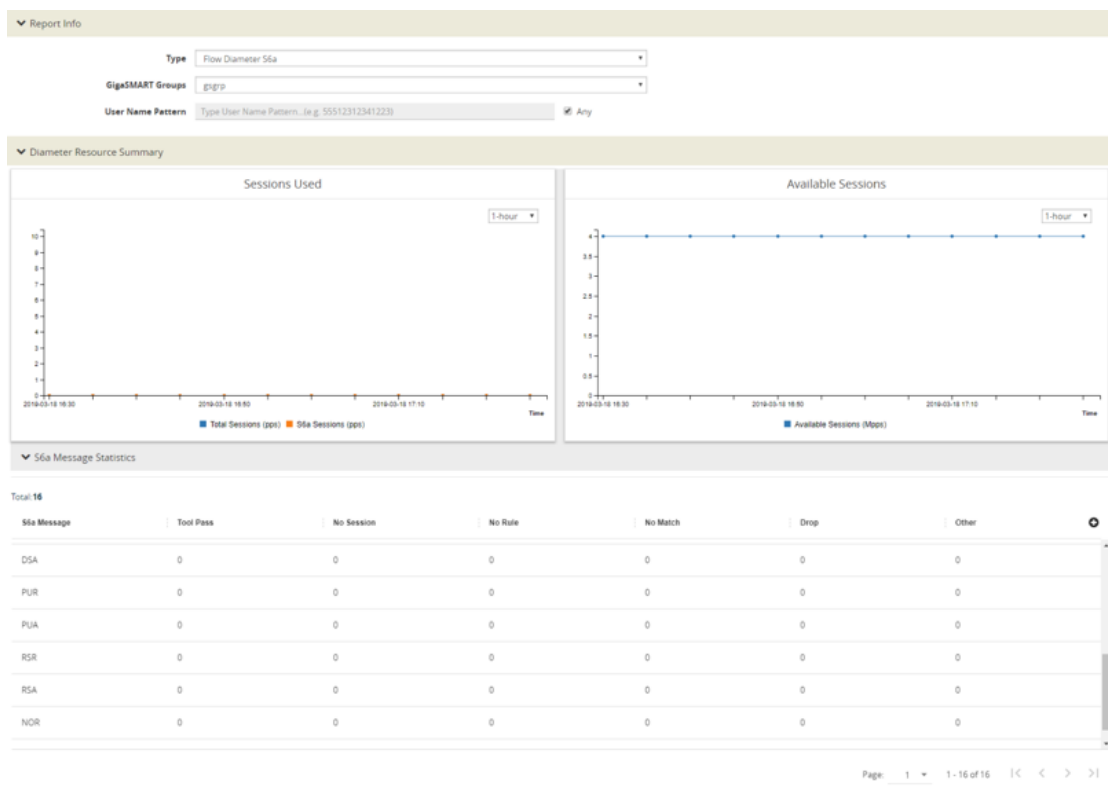 Report Info
Type Flow Diameter S6a
GigaSMART Groups gsgrp
User Name Pattern Type User Name Pattern...(e.g. 55512312341223) Any
Diameter Resource Summary
Sessions Used
1-hour
10
9
8
7
6
5
4
3
2
1
0
2019-03-18 16:30 2019-03-18 16:50 2019-03-18 17:10
Time
Total Sessions (pps) S6a Sessions (pps)
Available Sessions
1-hour
4
3.5
3
2.5
2
1.5
1
0.5
0
2019-03-18 16:30 2019-03-18 16:50 2019-03-18 17:10
Time
Available Sessions (Mpps)
S6a Message Statistics
Total: 16
S6a Message Tool Pass No Session No Rule No Match Drop Other
DSA 0 0 0 0 0 0
PUR 0 0 0 0 0 0
PUA 0 0 0 0 0 0
RSR 0 0 0 0 0 0
RSA 0 0 0 0 0 0
NOR 0 0 0 0 0 0
Page: 1 1 - 16 of 16